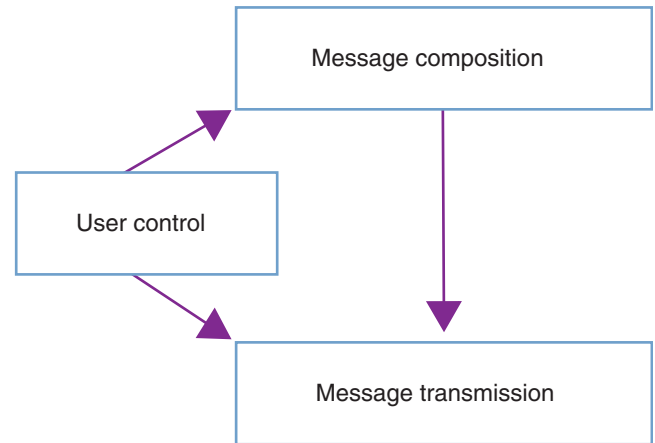 Message composition
User control
Message transmission